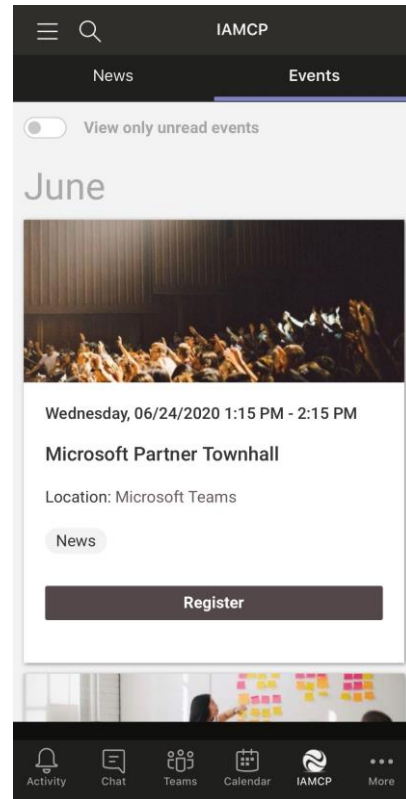 IAMCP
News Events
View only unread events
June
Wednesday, 06/24/2020 1:15 PM - 2:15 PM
Microsoft Partner Townhall
Location: Microsoft Teams
News
Register
Activity Chat Teams Calendar IAMCP More